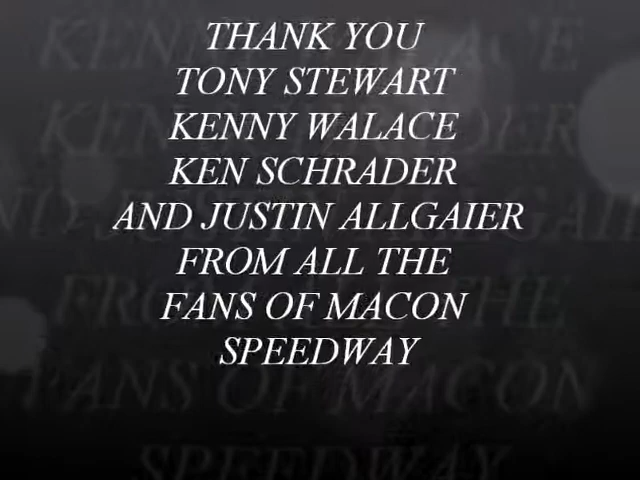 THANK YOU
TONY STEWART
KENNY WALACE
KEN SCHRADER
AND JUSTIN ALLGAIER
FROM ALL THE
FANS OF MACON
SPEEDWAY